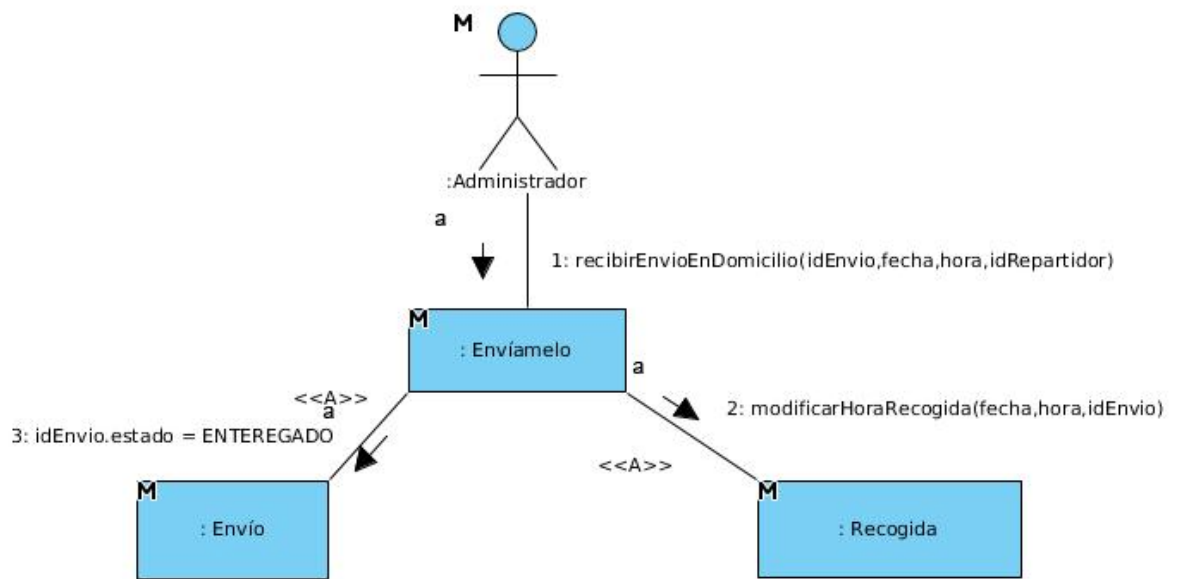 M
:Administrador
a
1: recibirEnvioEnDomicilio(idEnvio,fecha,hora,idRepartidor)
M
: Envíamelo
a
<<A>>
a
2: modificarHoraRecogida(fecha,hora,idEnvio)
3: idEnvio.estado = ENTEREGADO
<<A>>
M
: Envío
M
: Recogida